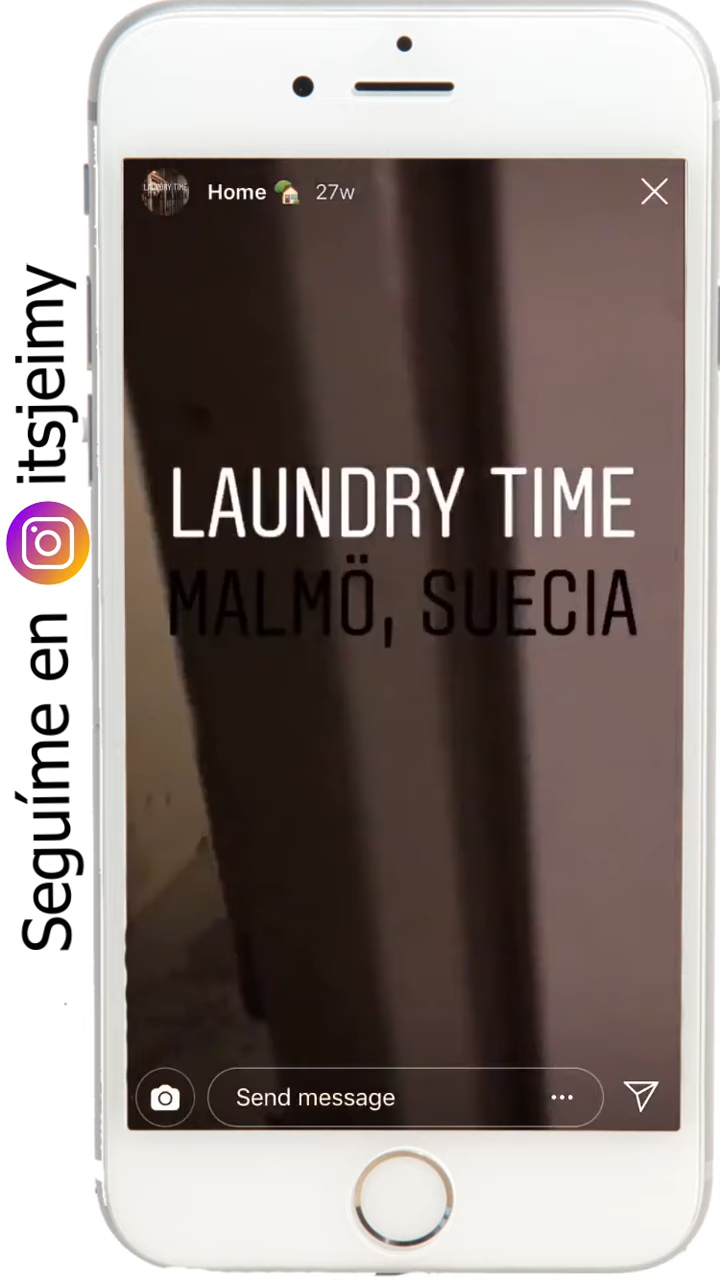 Home 27w
LAUNDRY TIME
MALMÖ, SUECIA
Send message
Seguíme en itsjeimy